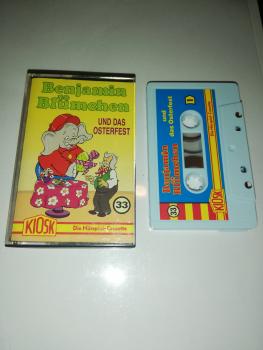 Benjamin
Blümchen
UND DAS
OSTERFEST
33
KIOSK
Die Hörspiel-Cassette
und
das Osterfest
Benjamin
Blümchen
33
KIOSK